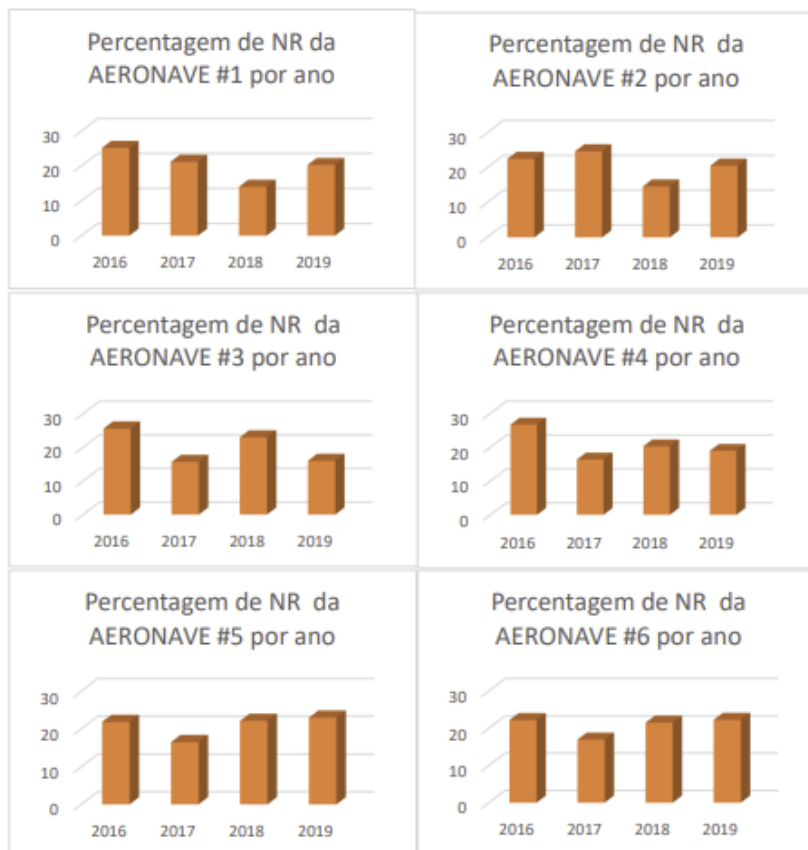 Percentagem de NR da
AERONAVE #1 por ano
30
20
10
0
2016 2017 2018 2019
Percentagem de NR da
AERONAVE #2 por ano
30
20
10
0
2016 2017 2018 2019
Percentagem de NR da
AERONAVE #3 por ano
30
20
10
0
2016 2017 2018 2019
Percentagem de NR da
AERONAVE #4 por ano
30
20
10
0
2016 2017 2018 2019
Percentagem de NR da
AERONAVE #5 por ano
30
20
10
0
2016 2017 2018 2019
Percentagem de NR da
AERONAVE #6 por ano
30
20
10
0
2016 2017 2018 2019